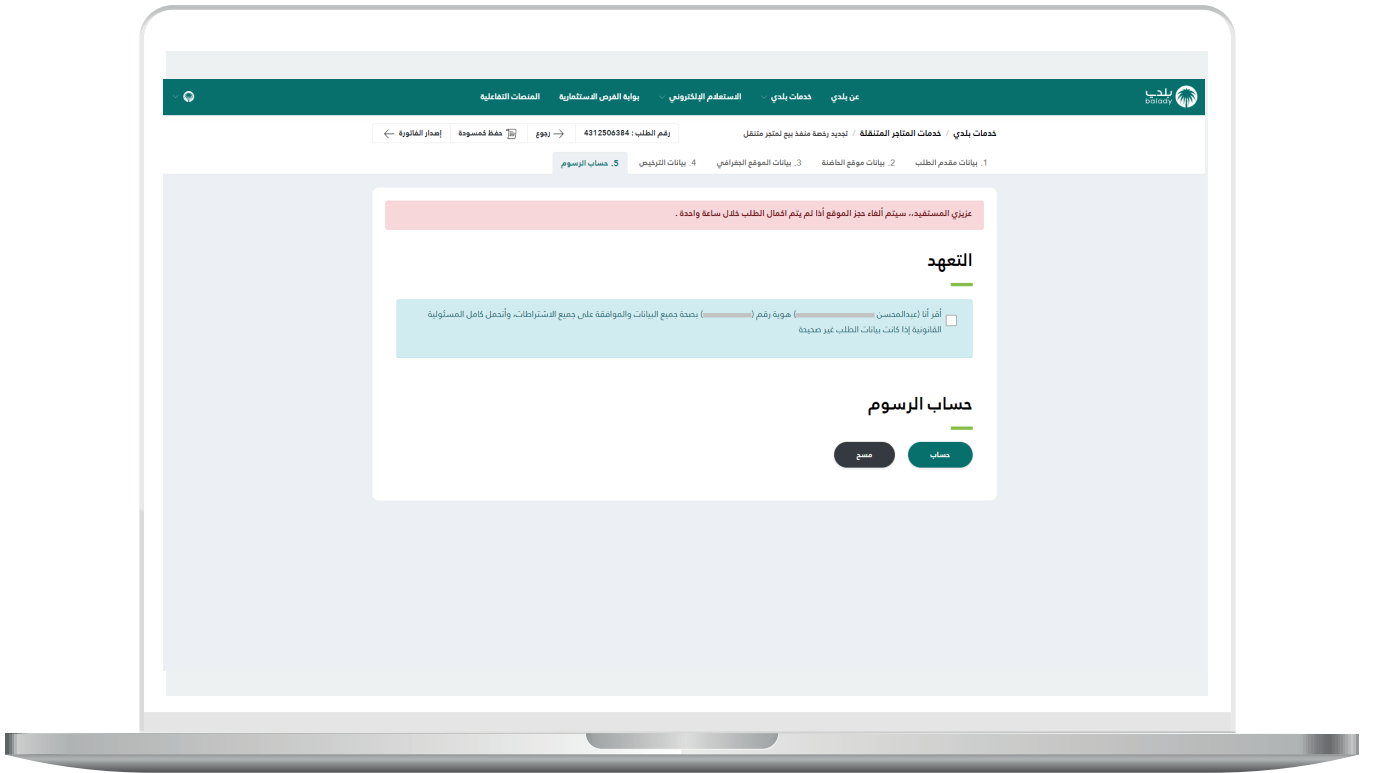 بلدي
balady
عن بلدي
خدمات بلدي
الاستعلام الإلكتروني
بوابة الفرص الاستثمارية
المنصات التفاعلية
خدمات بلدي / خدمات المتاجر المتنقلة / تجديد رخصة منفذ بيع لمتجر متنقل
رقم الطلب : 4312506384
رجوع
حفظ كمسودة
إصدار الفاتورة
1. بيانات مقدم الطلب
2. بيانات موقع الحاضنة
3. بيانات الموقع الجغرافي
4. بيانات الترخيص
5. حساب الرسوم
عزيزي المستفيد،، سيتم ألغاء حجز الموقع أذا لم يتم اكمال الطلب خلال ساعة واحدة .
التعهد
أقر أنا (عبدالمحسن ) هوية رقم ( ) بصحة جميع البيانات والموافقة على جميع الاشتراطات، وأتحمل كامل المسئولية
القانونية إذا كانت بيانات الطلب غير صحيحة
حساب الرسوم
حساب
مسح